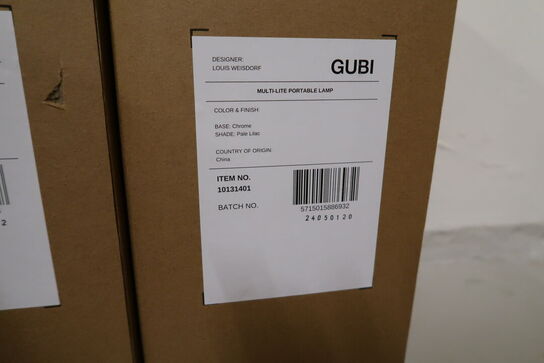 DESIGNER:
LOUIS WEISDORF
GUBI
MULTI-LITE PORTABLE LAMP
COLOR & FINISH:
BASE: Chrome
SHADE: Pale Lilac
COUNTRY OF ORIGIN:
China
ITEM NO.
10131401
BATCH NO.
5715015886932
24050120
2